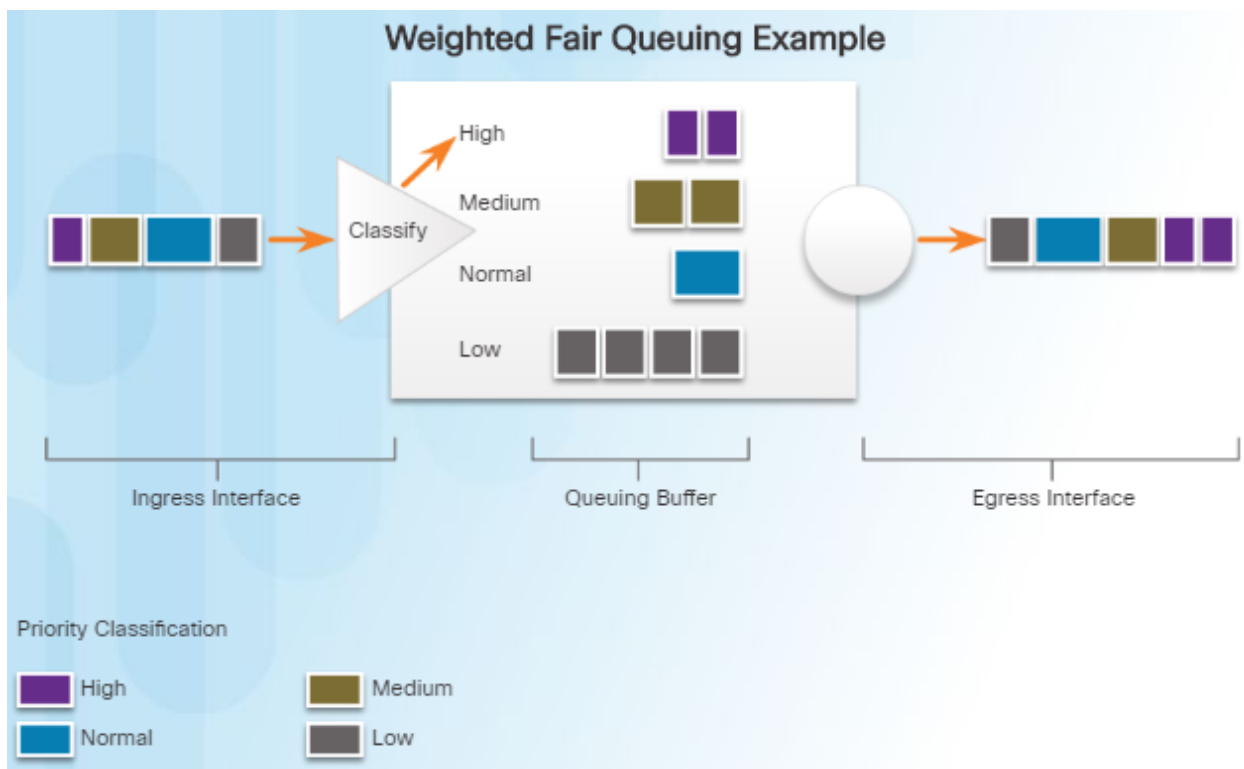 Weighted Fair Queuing Example
High
Medium
Classify
Normal
Low
Ingress Interface
Queuing Buffer
Egress Interface
Priority Classification
High
Medium
Normal
Low